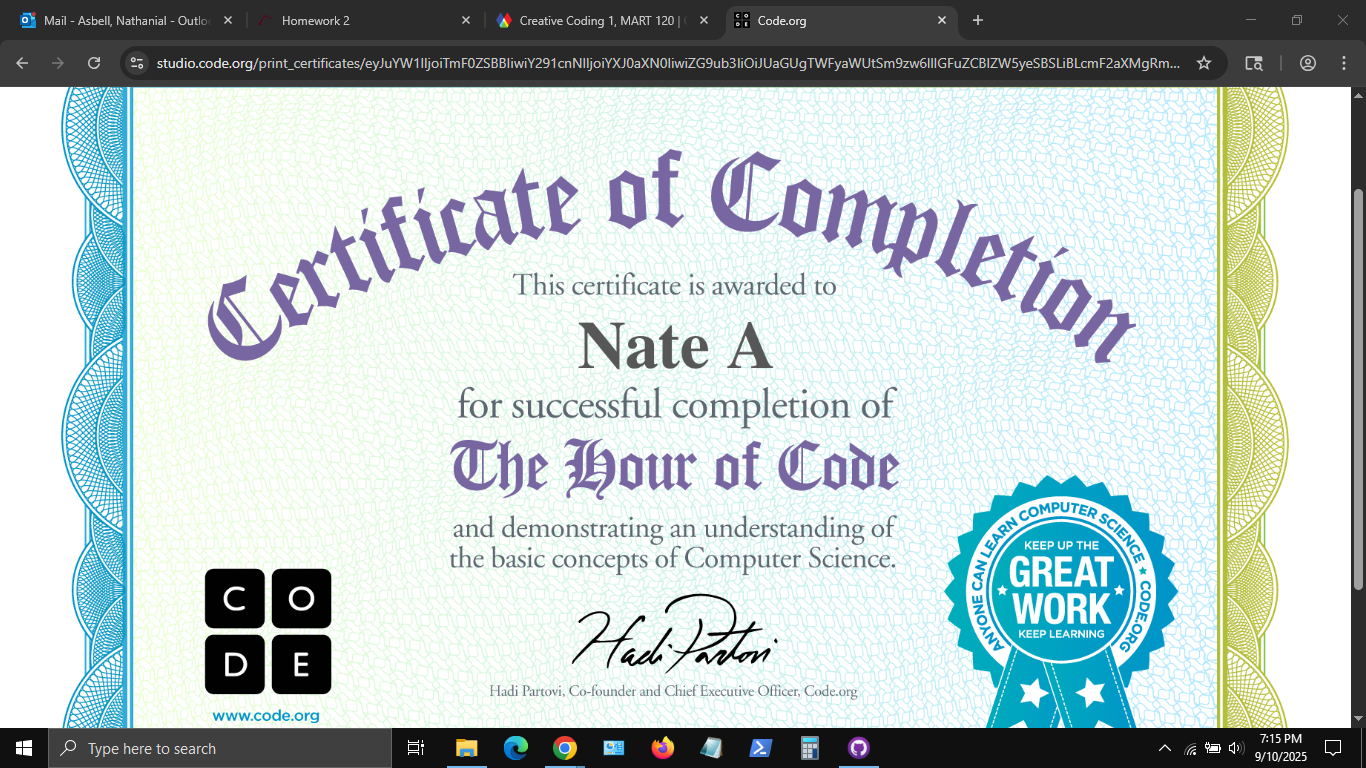 Mail - Asbell, Nathanial - Outlo
Homework 2
Creative Coding 1, MART 120 |
Code.org
studio.code.org/print_certificates/eyJuYW1lIjoiTmF0ZSBBIiwiY291cnNlIjoiYXJ0aXN0IiwiZG9ub3IiOiJUaGUgTWFyaWUtSm9zw6llIGFuZCBIZW5yeSBSLiBLcmF2aXMgRm...
Certificate of Completion
This certificate is awarded to
Nate A
for successful completion of
The Hour of Code
and demonstrating an understanding of
the basic concepts of Computer Science.
C O
D E
www.code.org
Hadi Partovi
Hadi Partovi, Co-founder and Chief Executive Officer, Code.org
ANYONE CAN LEARN COMPUTER SCIENCE ★ CODE.ORG
KEEP UP THE
GREAT
WORK
KEEP LEARNING
Type here to search
7:15 PM
9/10/2025